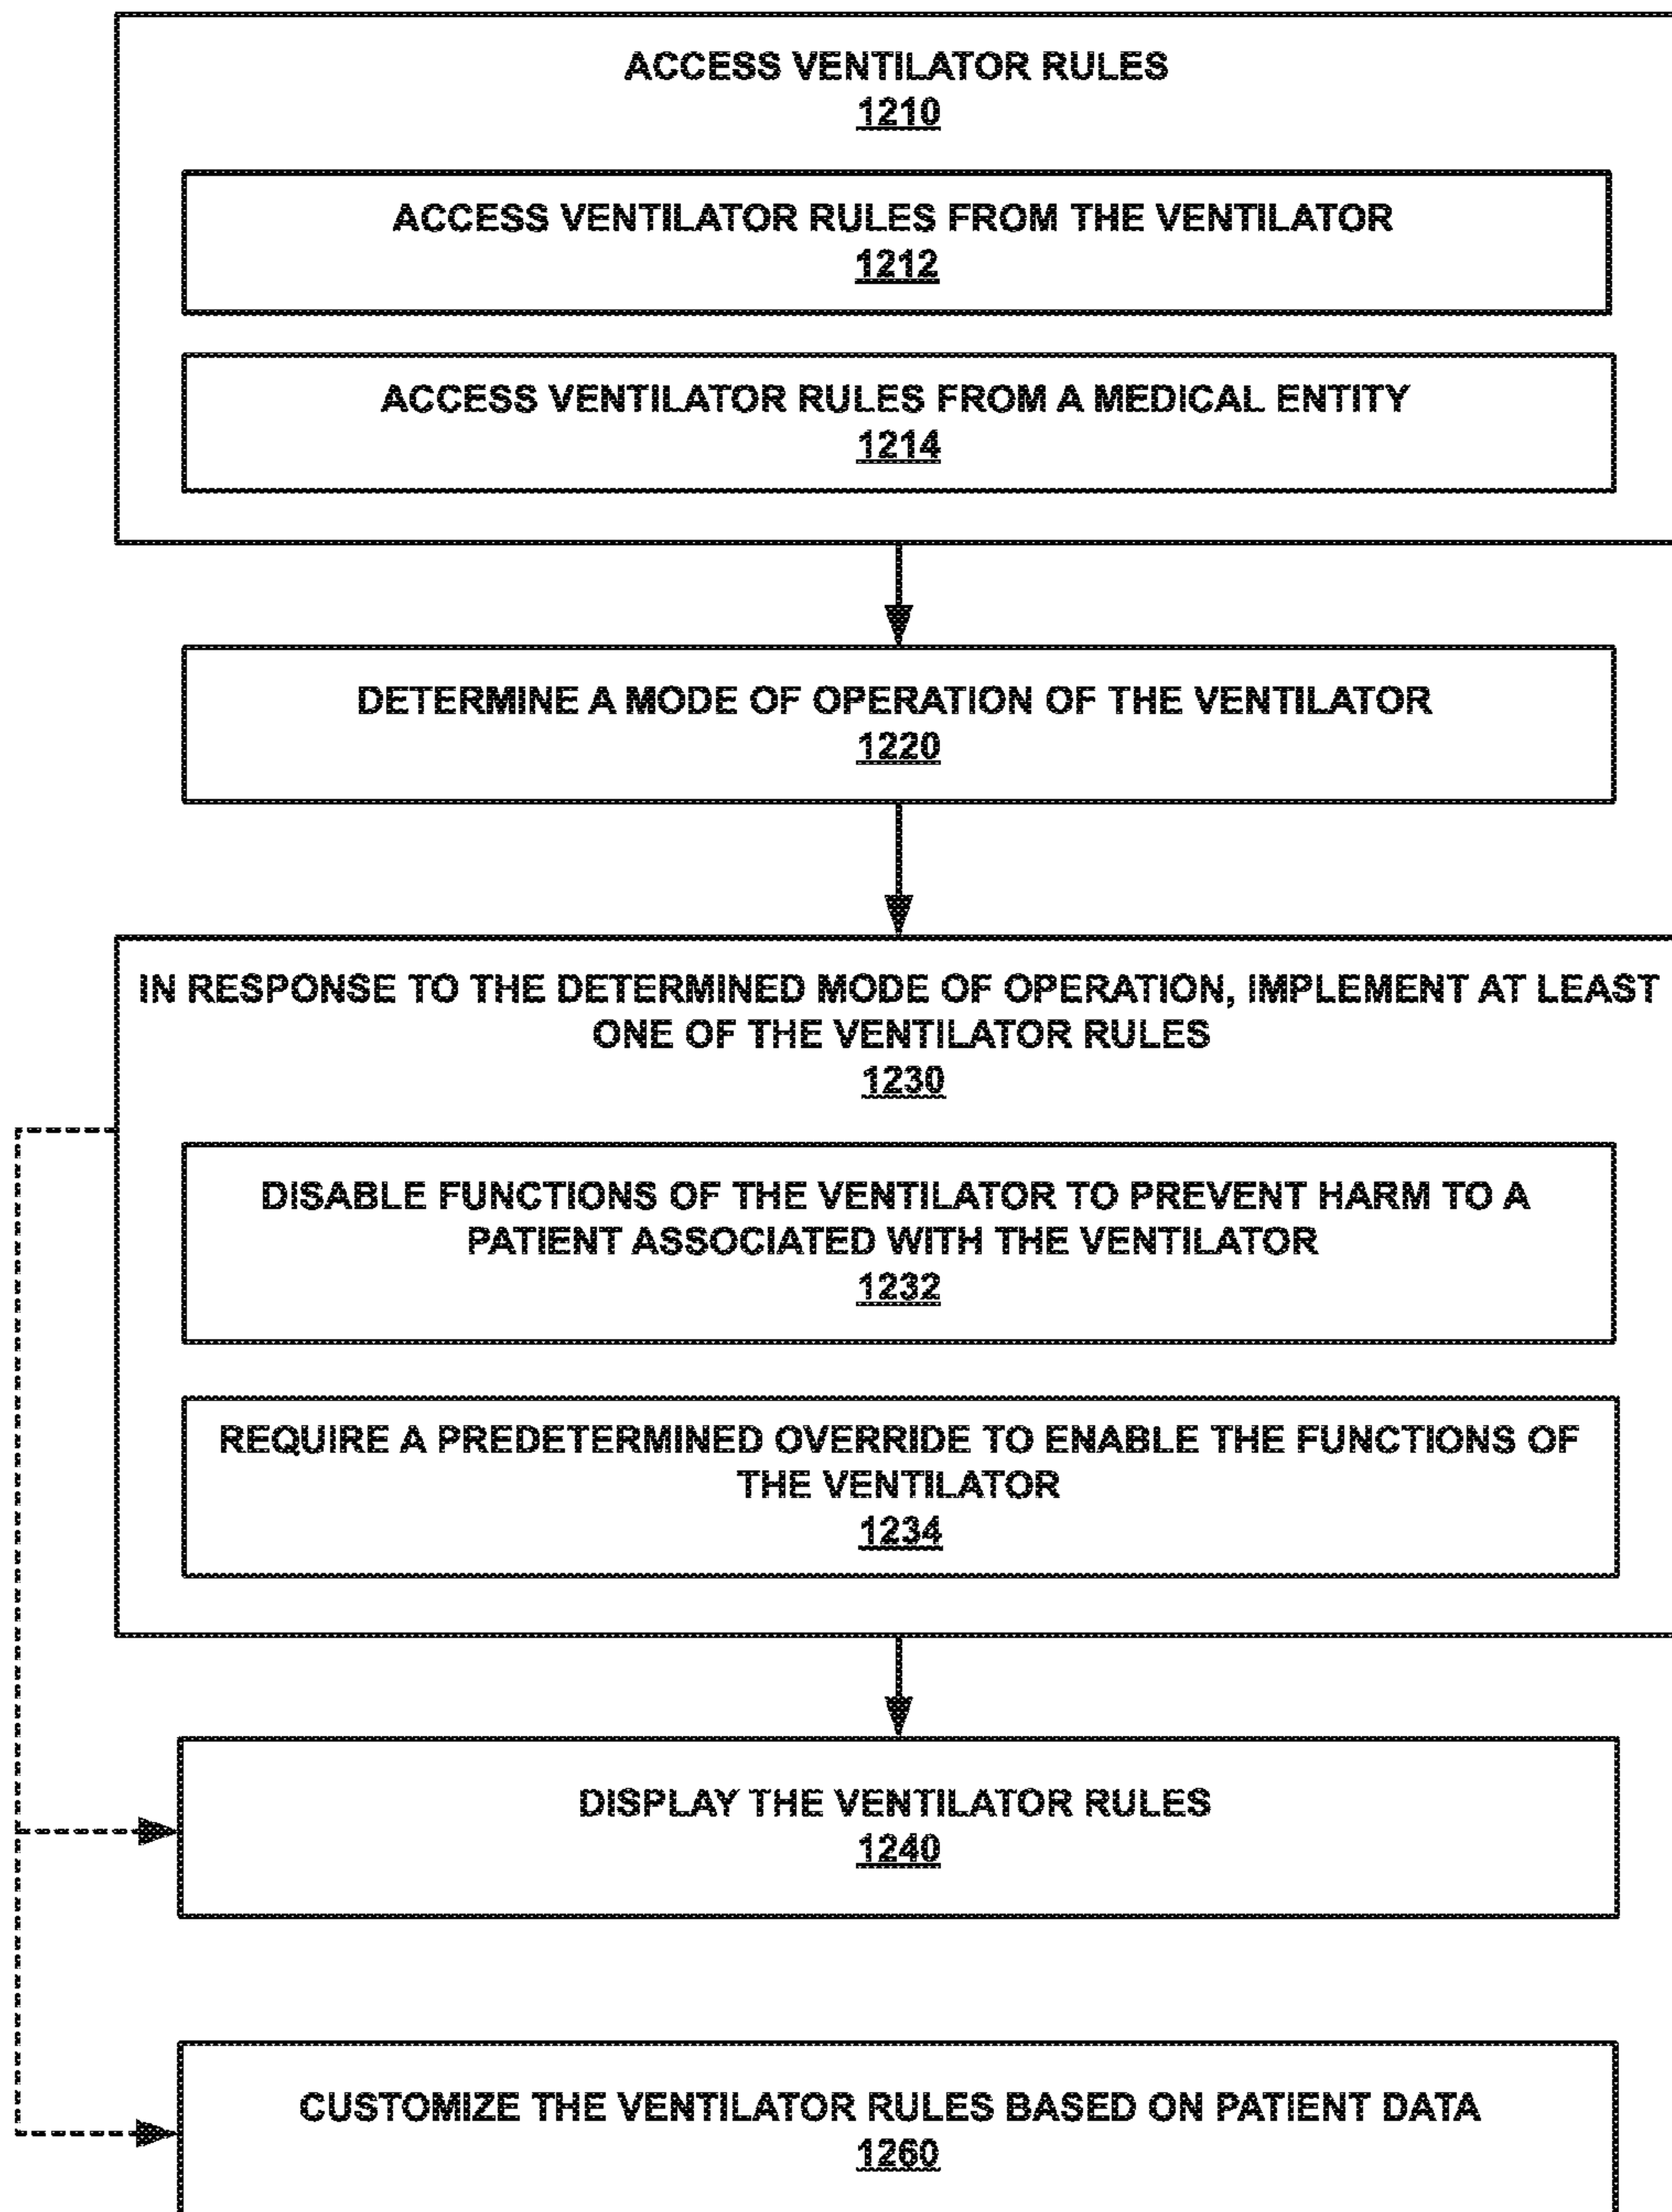 ACCESS VENTILATOR RULES
1210
ACCESS VENTILATOR RULES FROM THE VENTILATOR
1212
ACCESS VENTILATOR RULES FROM A MEDICAL ENTITY
1214
DETERMINE A MODE OF OPERATION OF THE VENTILATOR
1220
IN RESPONSE TO THE DETERMINED MODE OF OPERATION, IMPLEMENT AT LEAST
ONE OF THE VENTILATOR RULES
1230
DISABLE FUNCTIONS OF THE VENTILATOR TO PREVENT HARM TO A
PATIENT ASSOCIATED WITH THE VENTILATOR
1232
REQUIRE A PREDETERMINED OVERRIDE TO ENABLE THE FUNCTIONS OF
THE VENTILATOR
1234
DISPLAY THE VENTILATOR RULES
1240
CUSTOMIZE THE VENTILATOR RULES BASED ON PATIENT DATA
1260